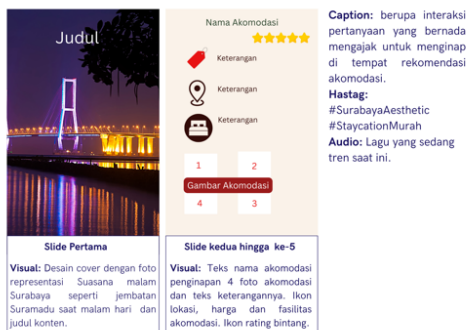 Judul
Nama Akomodasi
Keterangan
Keterangan
Keterangan
1
2
Gambar Akomodasi
4
3
Slide Pertama
Visual: Desain cover dengan foto
representasi Suasana malam
Surabaya seperti jembatan
Suramadu saat malam hari dan
judul konten.
Slide kedua hingga ke-5
Visual: Teks nama akomodasi
penginapan 4 foto akomodasi
dan teks keterangannya. Ikon
lokasi, harga dan fasilitas
akomodasi. Ikon rating bintang.
Caption: berupa interaksi
pertanyaan yang bernada
mengajak untuk menginap
di tempat rekomendasi
akomodasi.
Hastag:
#SurabayaAesthetic
#StaycationMurah
Audio: Lagu yang sedang
tren saat ini.